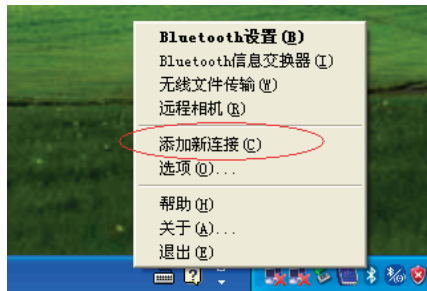 Bluetooth设置(B)
Bluetooth信息交换器(I)
无线文件传输(W)
远程相机(R)
添加新连接(C)
选项(O)...
帮助(H)
关于(A)...
退出(E)